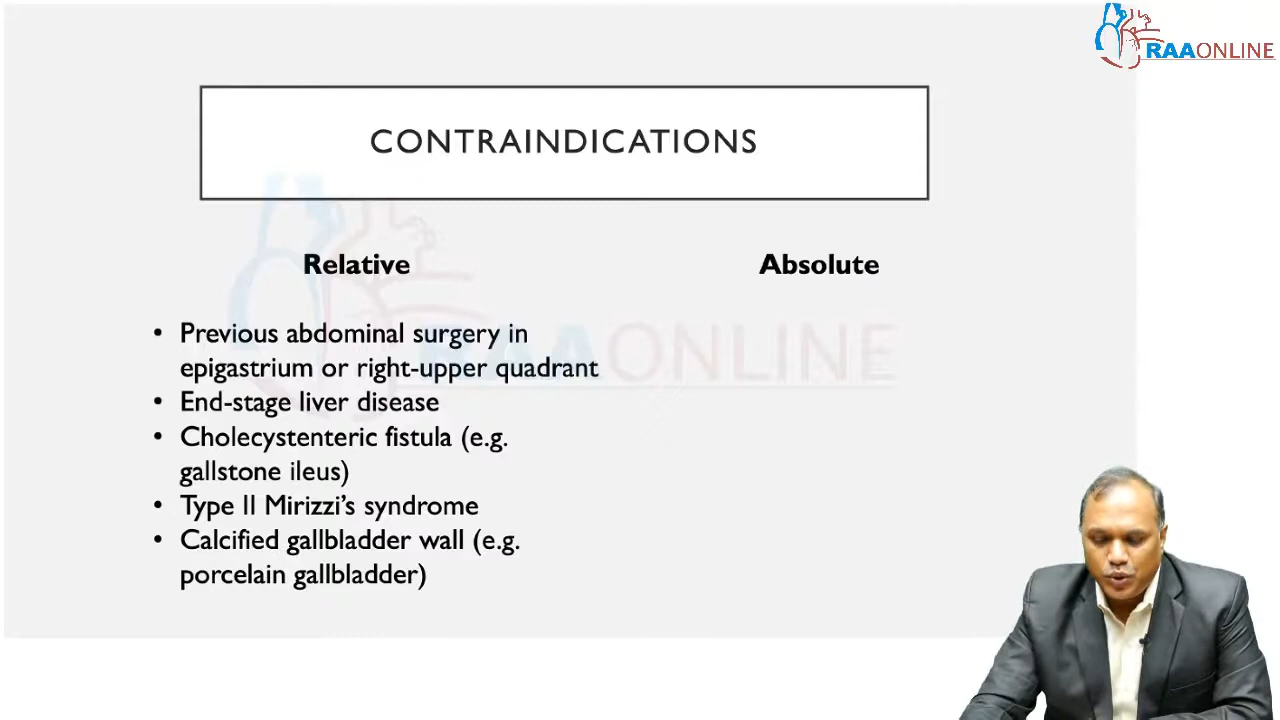 RAAONLINE
CONTRAINDICATIONS
Relative
Absolute
RAAONLINE
• Previous abdominal surgery in
epigastrium or right-upper quadrant
• End-stage liver disease
• Cholecystenteric fistula (e.g.
gallstone ileus)
• Type II Mirizzi’s syndrome
• Calcified gallbladder wall (e.g.
porcelain gallbladder)